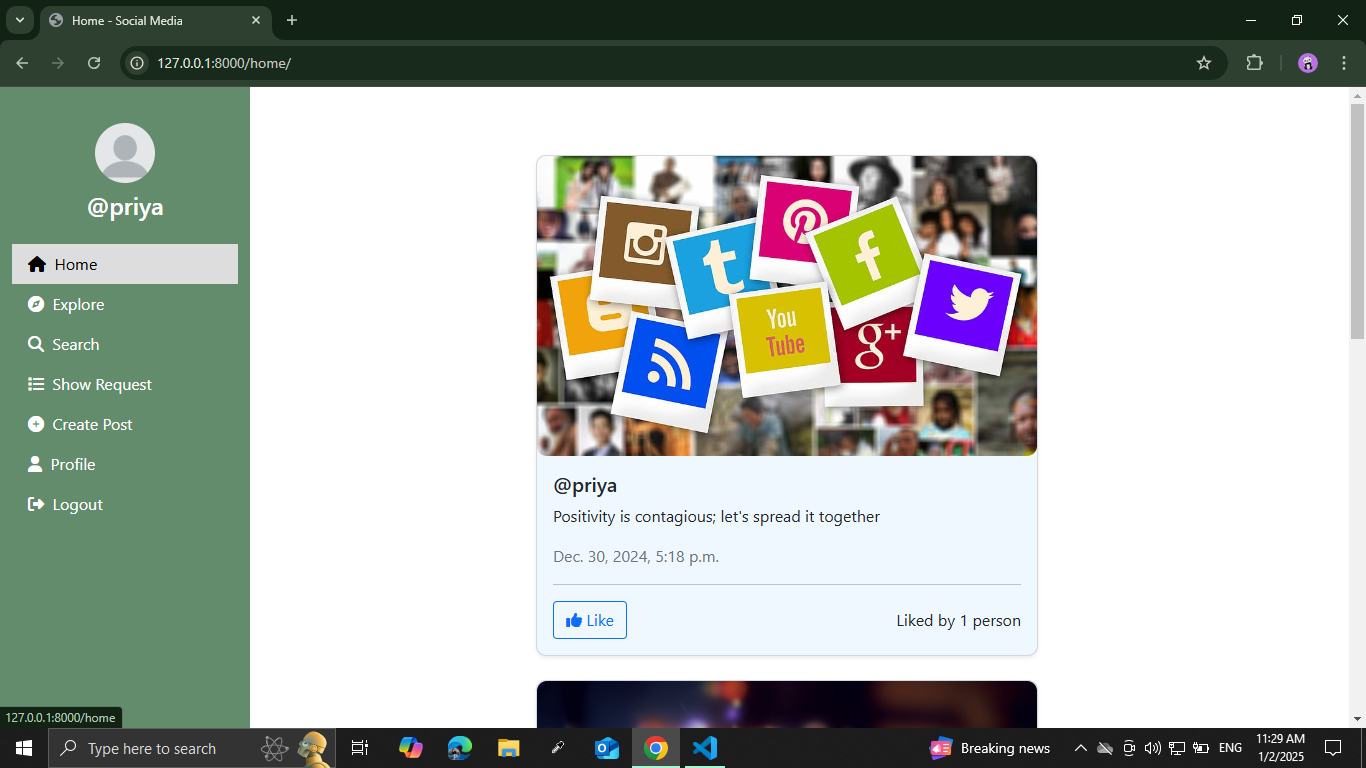 Home - Social Media
127.0.0.1:8000/home/
@priya
Home
Explore
Search
Show Request
Create Post
Profile
Logout
t
f
You
Tube
g+
@priya
Positivity is contagious; let's spread it together
Dec. 30, 2024, 5:18 p.m.
Like
Liked by 1 person
127.0.0.1:8000/home
Type here to search
Breaking news
ENG
11:29 AM
1/2/2025